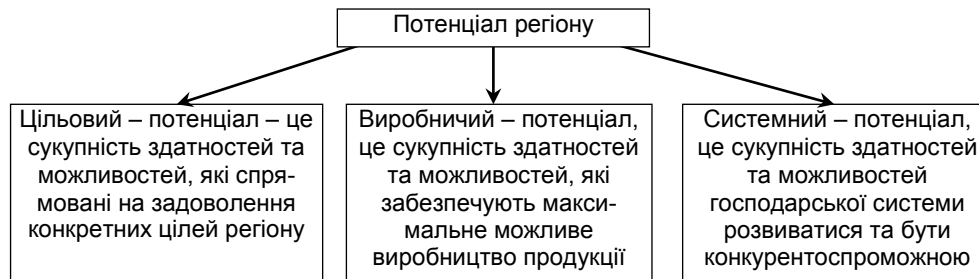 Потенціал регіону
Цільовий – потенціал – це
сукупність здатностей та
можливостей, які спря-
мовані на задоволення
конкретних цілей регіону
Виробничий – потенціал,
це сукупність здатностей
та можливостей, які
забезпечують макси-
мальне можливе
виробництво продукції
Системний – потенціал,
це сукупність здатностей
та можливостей
господарської системи
розвиватися та бути
конкурентоспроможною